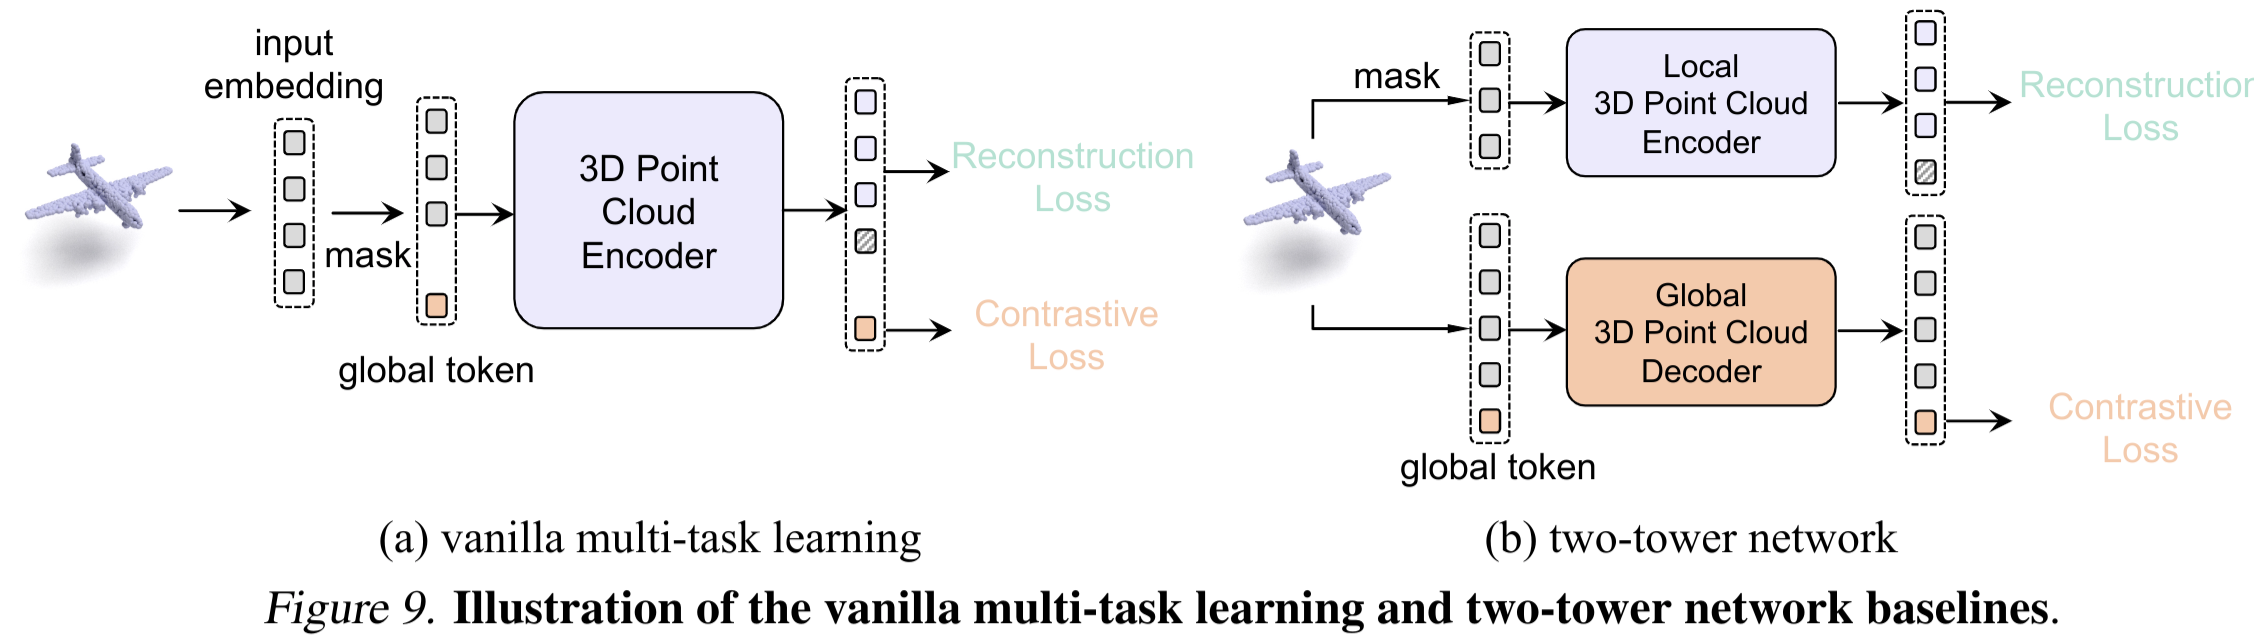 input
embedding
mask
global token
3D Point
Cloud
Encoder
Reconstruction
Loss
Contrastive
Loss
(a) vanilla multi-task learning
mask
Local
3D Point Cloud
Encoder
Reconstruction
Loss
global token
Global
3D Point Cloud
Decoder
Contrastive
Loss
(b) two-tower network
Figure 9. Illustration of the vanilla multi-task learning and two-tower network baselines.